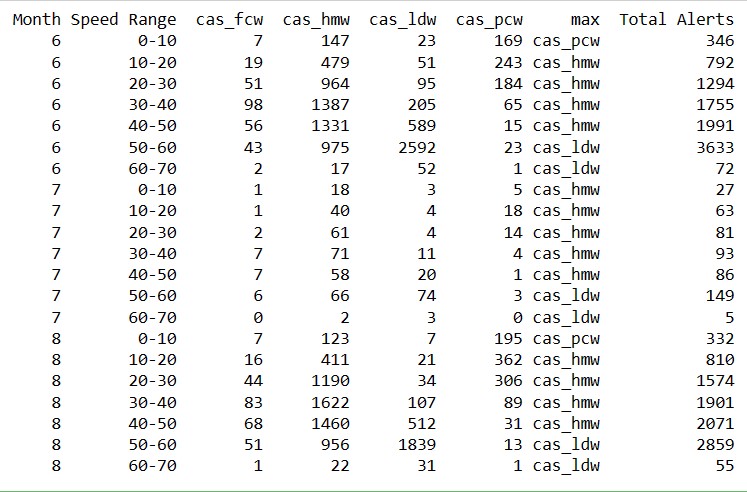 Month Speed Range cas_fcw cas_hmw cas_ldw cas_pcw max Total Alerts
6 0-10 7 147 23 169 cas_pcw 346
6 10-20 19 479 51 243 cas_hmw 792
6 20-30 51 964 95 184 cas_hmw 1294
6 30-40 98 1387 205 65 cas_hmw 1755
6 40-50 56 1331 589 15 cas_hmw 1991
6 50-60 43 975 2592 23 cas_ldw 3633
6 60-70 2 17 52 1 cas_ldw 72
7 0-10 1 18 3 5 cas_hmw 27
7 10-20 1 40 4 18 cas_hmw 63
7 20-30 2 61 4 14 cas_hmw 81
7 30-40 7 71 11 4 cas_hmw 93
7 40-50 7 58 20 1 cas_hmw 86
7 50-60 6 66 74 3 cas_ldw 149
7 60-70 0 2 3 0 cas_ldw 5
8 0-10 7 123 7 195 cas_pcw 332
8 10-20 16 411 21 362 cas_hmw 810
8 20-30 44 1190 34 306 cas_hmw 1574
8 30-40 83 1622 107 89 cas_hmw 1901
8 40-50 68 1460 512 31 cas_hmw 2071
8 50-60 51 956 1839 13 cas_ldw 2859
8 60-70 1 22 31 1 cas_ldw 55